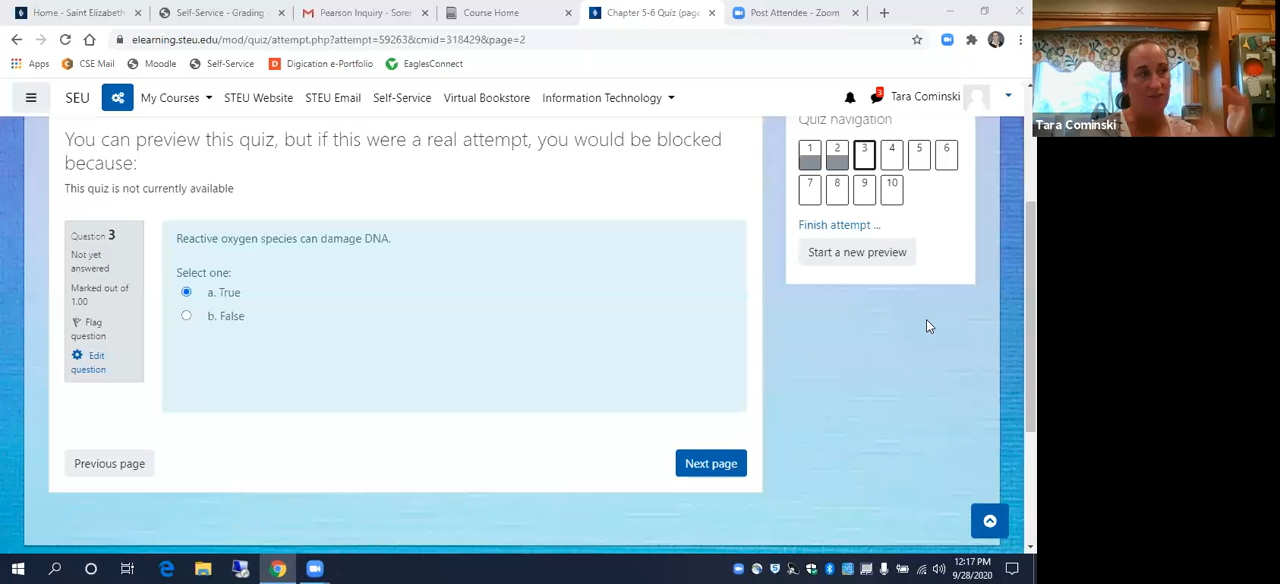 Home - Saint Elizabeth
Self-Service - Grading
Pearson Inquiry - Sorer
Course Home
Chapter 5-6 Quiz (pag
Post Attendee - Zoom
elearning.steu.edu/mod/quiz/attempt.php?attempt=59263&cmid=318429&page=2
Apps
CSE Mail
Moodle
Self-Service
Digication e-Portfolio
EaglesConnect
SEU
My Courses
STEU Website
STEU Email
Self-Service
Virtual Bookstore
Information Technology
3
Tara Cominski
Tara Cominski
You can preview this quiz, but if this were a real attempt, you would be blocked
because:
This quiz is not currently available
Question 3
Not yet
answered
Marked out of
1.00
Flag
question
Edit
question
Reactive oxygen species can damage DNA.
Select one:
a. True
b. False
Previous page
Next page
Quiz navigation
1 2 3 4 5 6
7 8 9 10
Finish attempt ...
Start a new preview
12:17 PM
9/28/2020